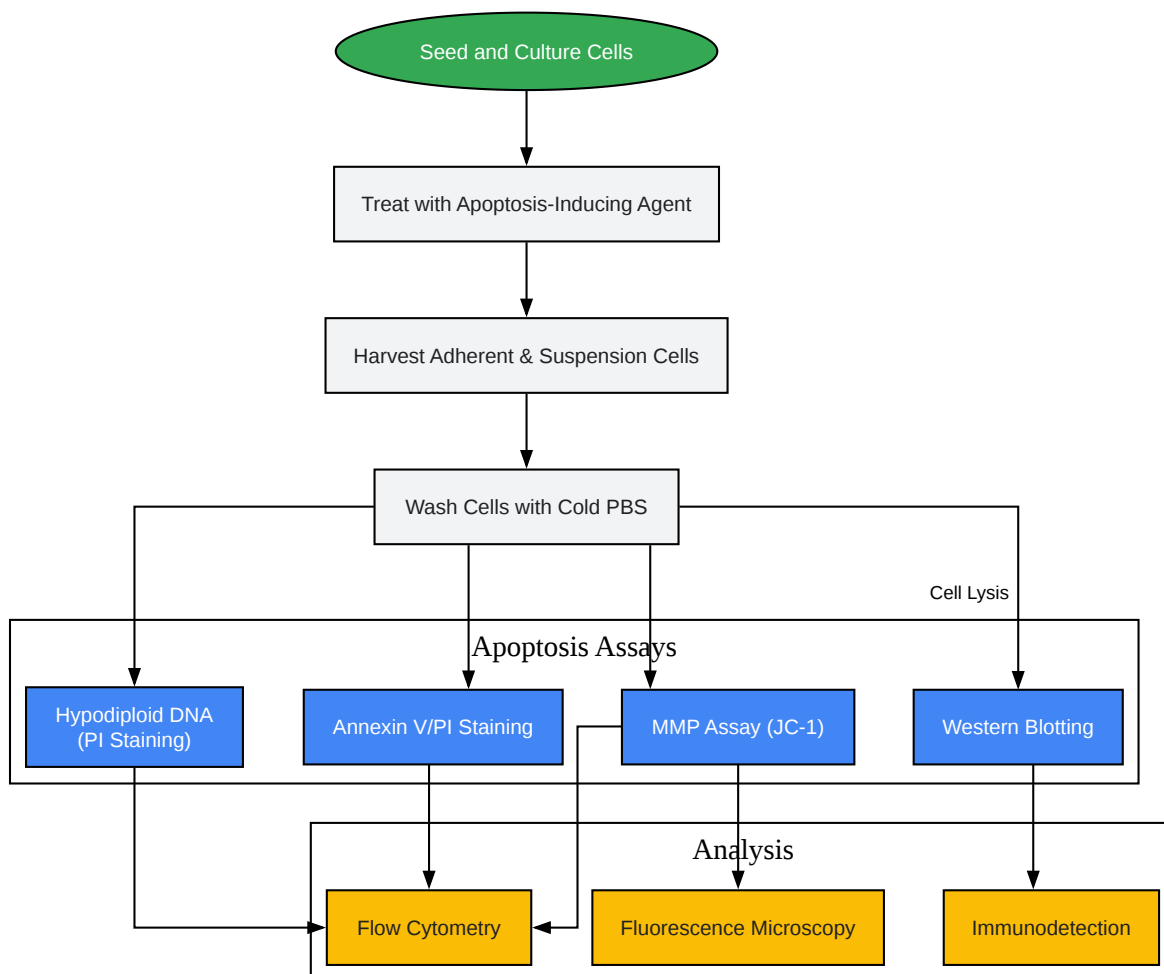 Seed and Culture Cells
Treat with Apoptosis-Inducing Agent
Harvest Adherent & Suspension Cells
Wash Cells with Cold PBS
Cell Lysis
Apoptosis Assays
Hypodiploid DNA
(PI Staining)
Annexin V/PI Staining
MMP Assay (JC-1)
Western Blotting
Analysis
Flow Cytometry
Fluorescence Microscopy
Immunodetection